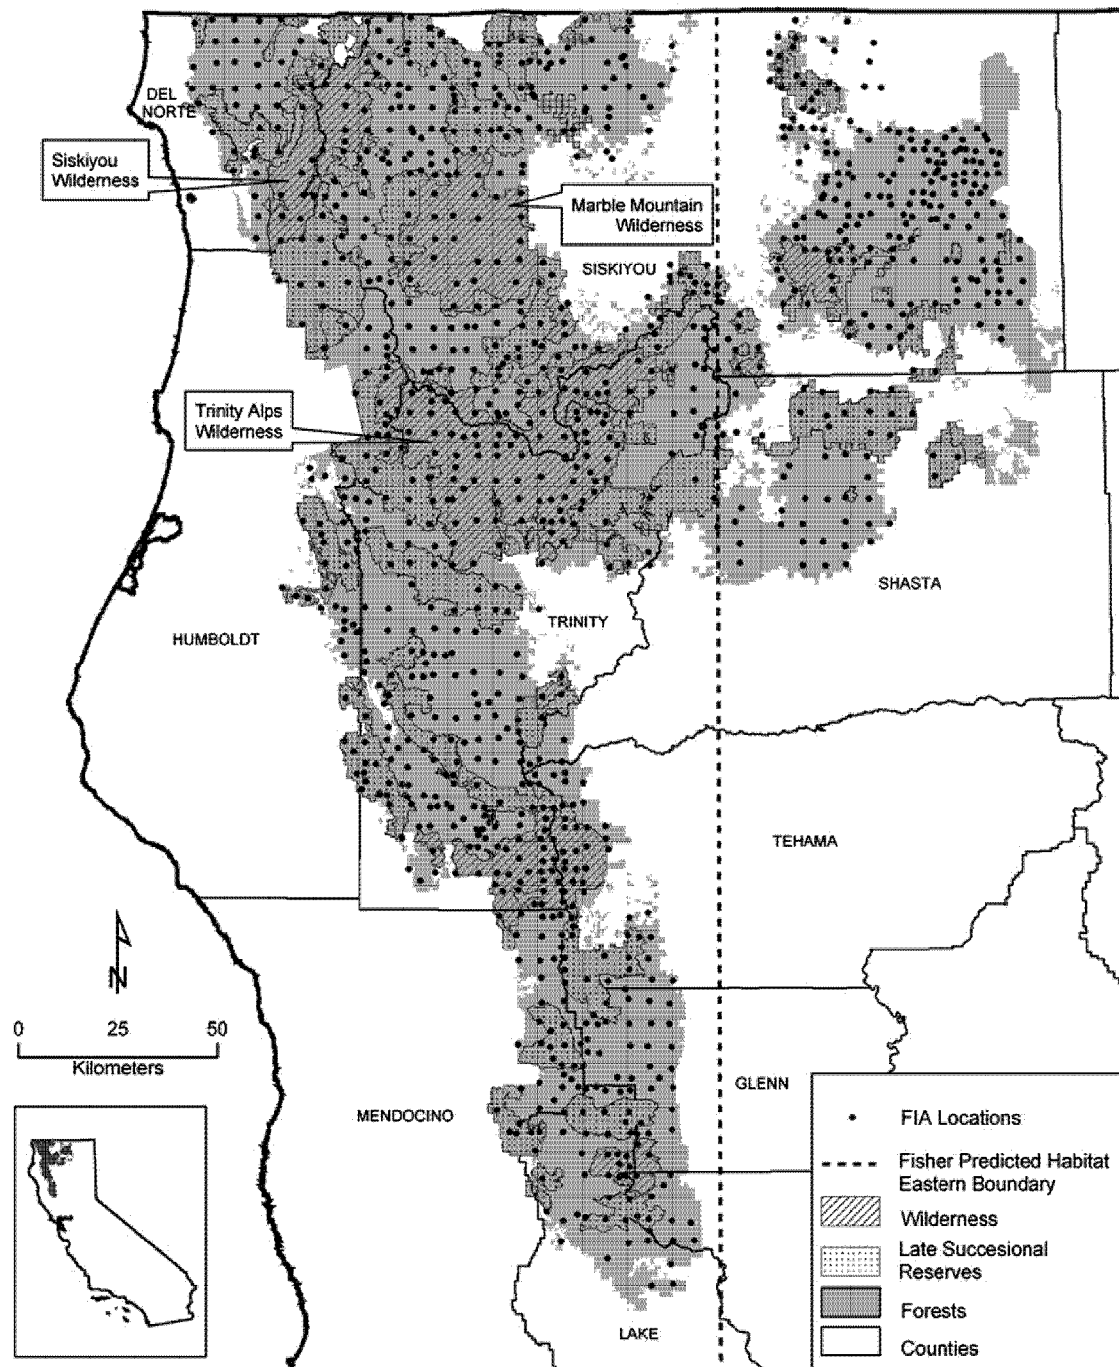 DEL
NORTE
Siskiyou
Wilderness
Marble Mountain
Wilderness
SISKIYOU
Trinity Alps
Wilderness
SHASTA
TRINITY
HUMBOLDT
TEHAMA
N
0 25 50
Kilometers
MENDOCINO
GLENN
LAKE
FIA Locations
Fisher Predicted Habitat
Eastern Boundary
Wilderness
Late Succesional
Reserves
Forests
Counties